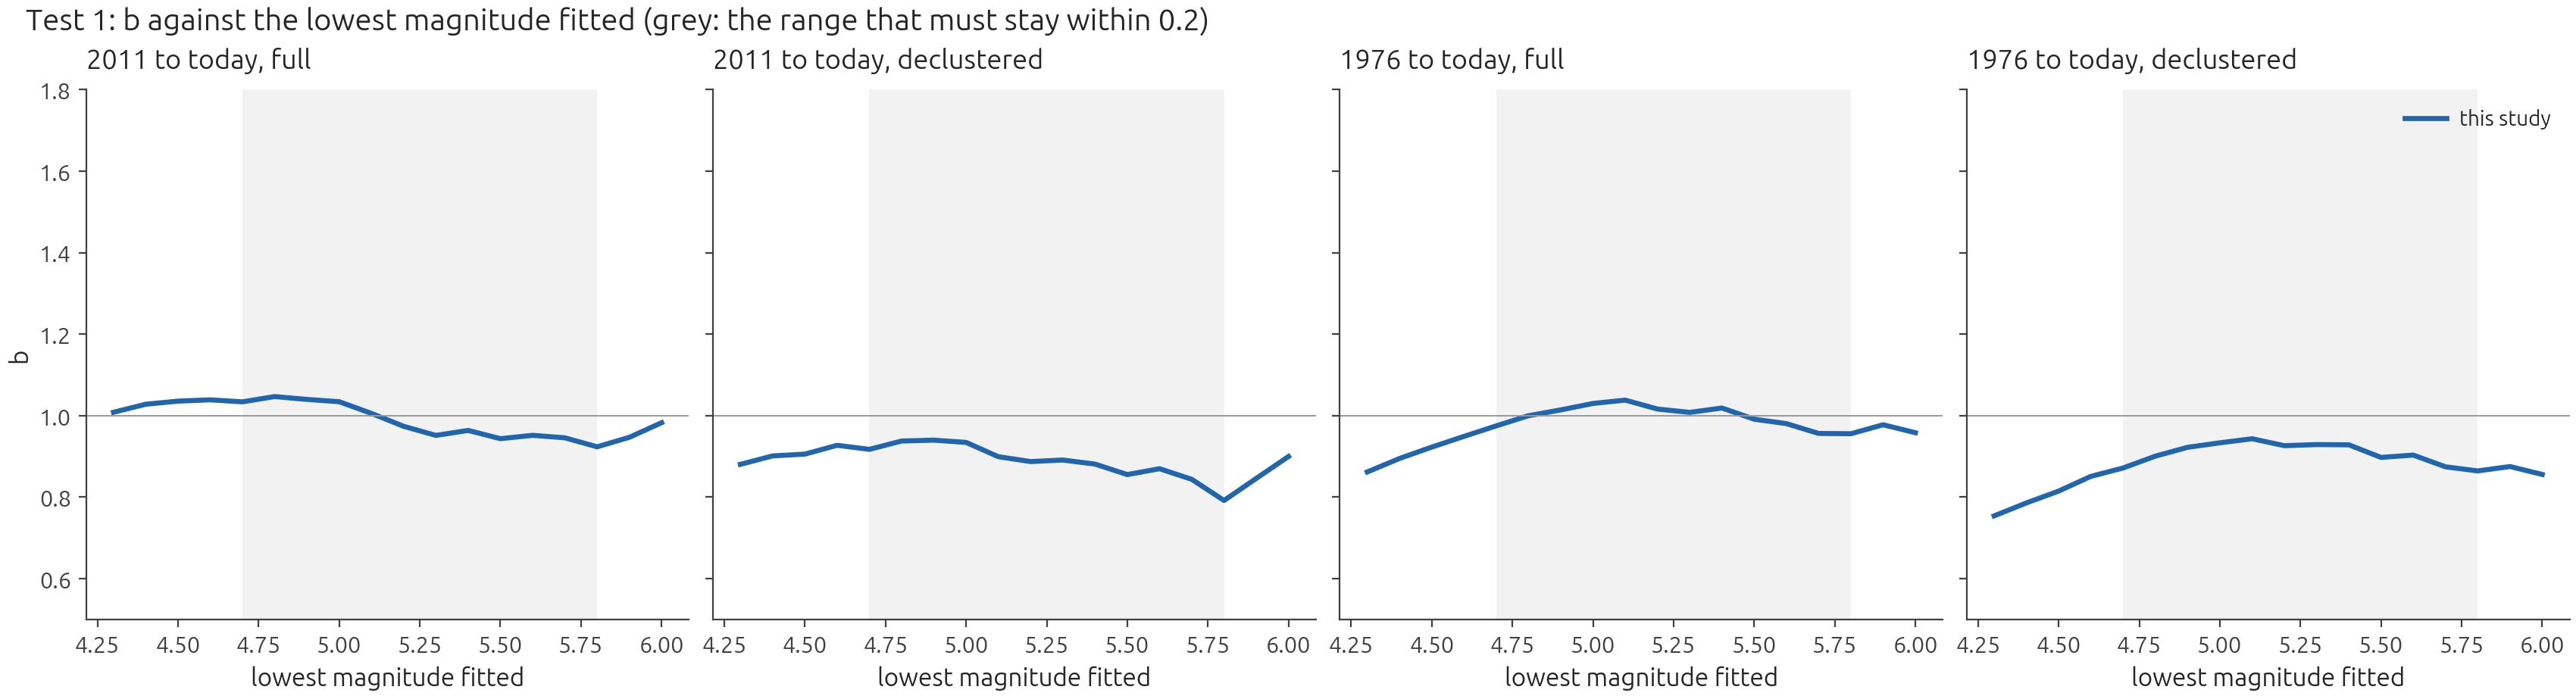 Test 1: b against the lowest magnitude fitted (grey: the range that must stay within 0.2)
2011 to today, full
2011 to today, declustered
1976 to today, full
1976 to today, declustered
this study
b
1.8
1.6
1.4
1.2
1.0
0.8
0.6
4.25 4.50 4.75 5.00 5.25 5.50 5.75 6.00
4.25 4.50 4.75 5.00 5.25 5.50 5.75 6.00
4.25 4.50 4.75 5.00 5.25 5.50 5.75 6.00
4.25 4.50 4.75 5.00 5.25 5.50 5.75 6.00
lowest magnitude fitted
lowest magnitude fitted
lowest magnitude fitted
lowest magnitude fitted